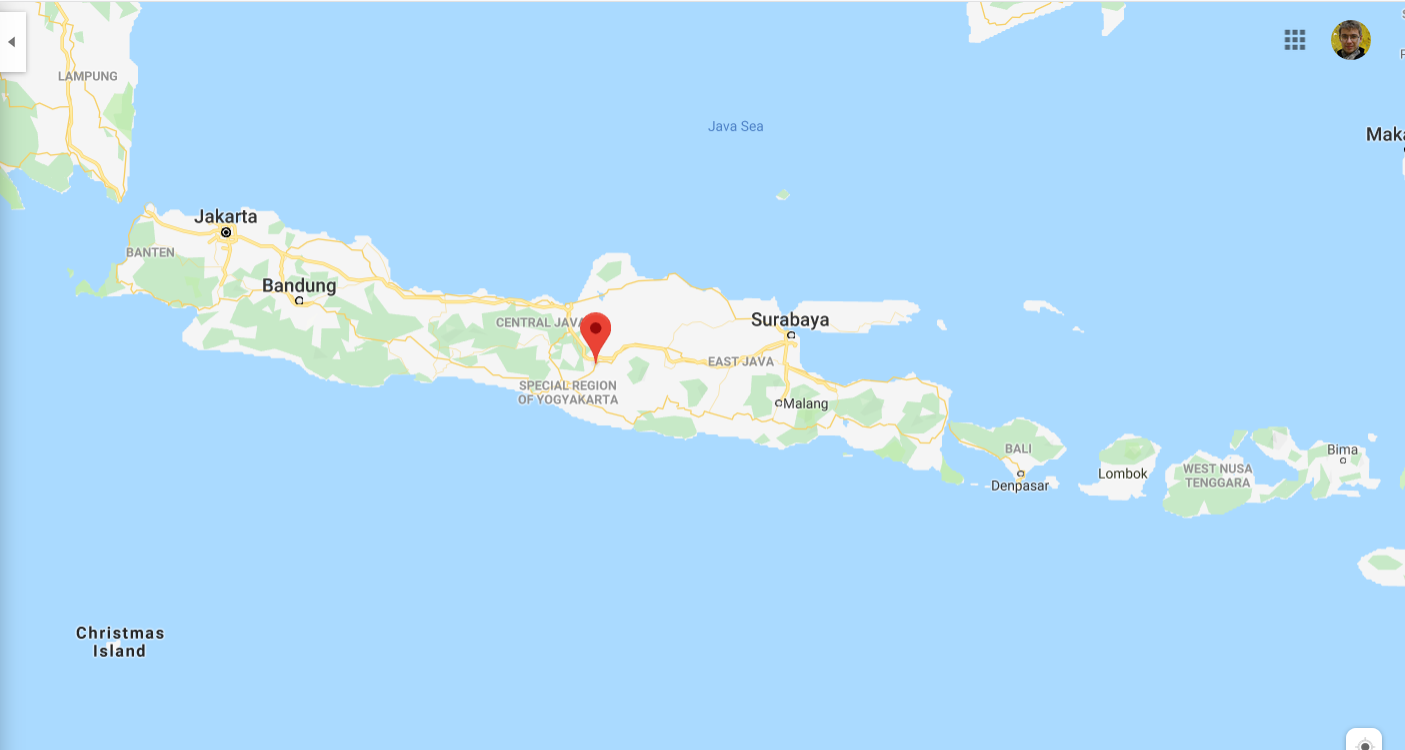 LAMPUNG
Java Sea
Maka
Jakarta
BANTEN
Bandung
CENTRAL JAVA
Surabaya
EAST JAVA
SPECIAL REGION
OF YOGYAKARTA
Malang
BALI
Denpasar
Lombok
WEST NUSA
TENGGARA
Bima
Christmas
Island